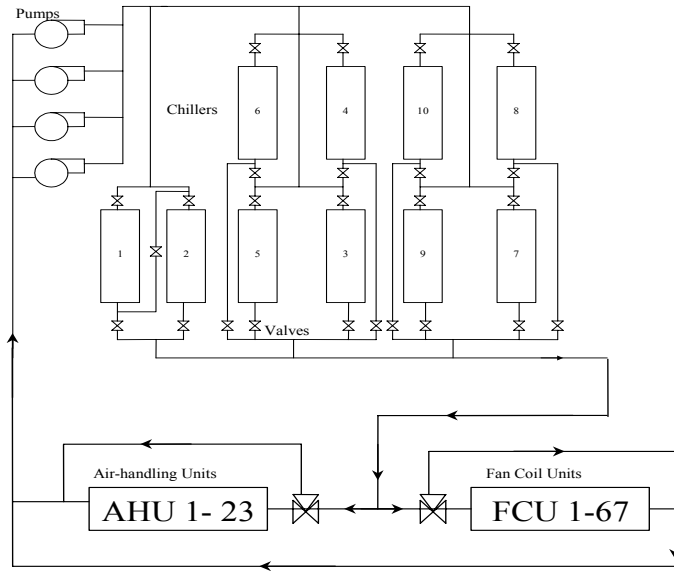 Pumps
Chillers
6
4
10
8
1
2
5
3
9
7
Valves
Air-handling Units
Fan Coil Units
AHU 1- 23
FCU 1-67